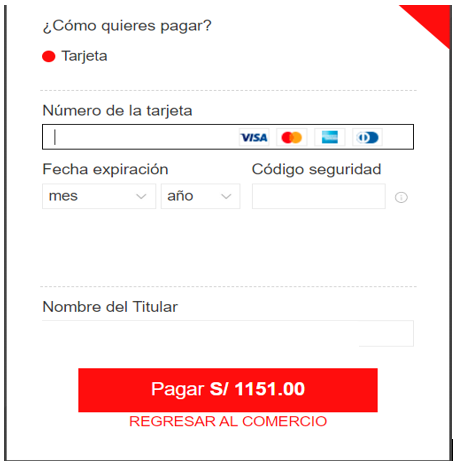 ¿Cómo quieres pagar?
Tarjeta
Número de la tarjeta
VISA
Fecha expiración Código seguridad
mes año
Nombre del Titular
Pagar S/ 1151.00
REGRESAR AL COMERCIO